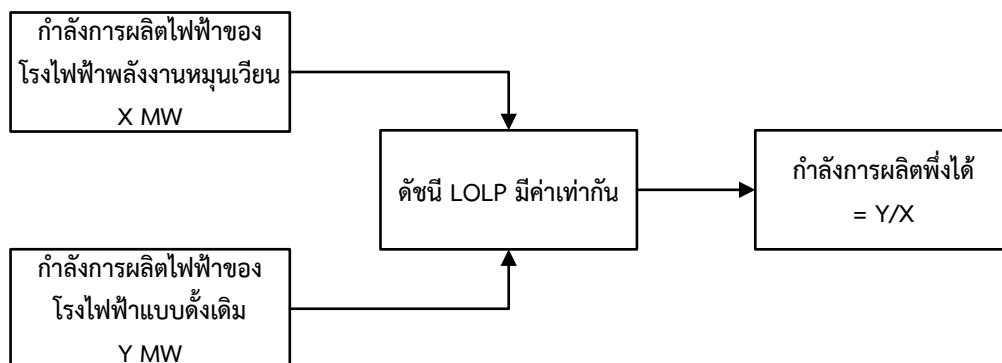 กำลังการผลิตไฟฟ้าของ
โรงไฟฟ้าพลังงานหมุนเวียน
X MW
ดัชนี LOLP มีค่าเท่ากัน
กำลังการผลิตพึ่งได้
= Y/X
กำลังการผลิตไฟฟ้าของ
โรงไฟฟ้าแบบดั้งเดิม
Y MW